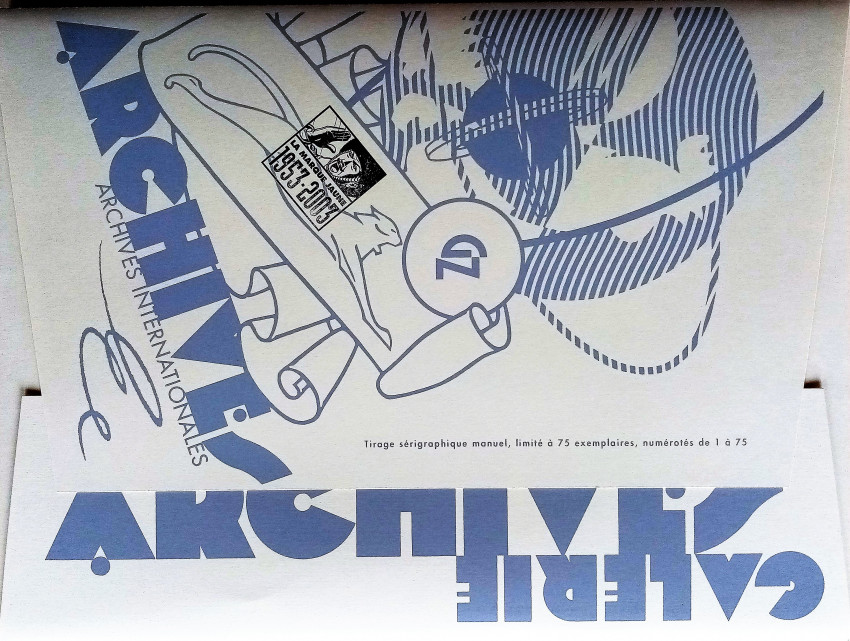 ARCHIVES
ARCHIVES INTERNATIONALES
LA MARQUE JAUNE
1953-2003
Tirage sérigraphique manuel, limité à 75 exemplaires, numérotés de 1 à 75
GALERIE
ARCHIVES